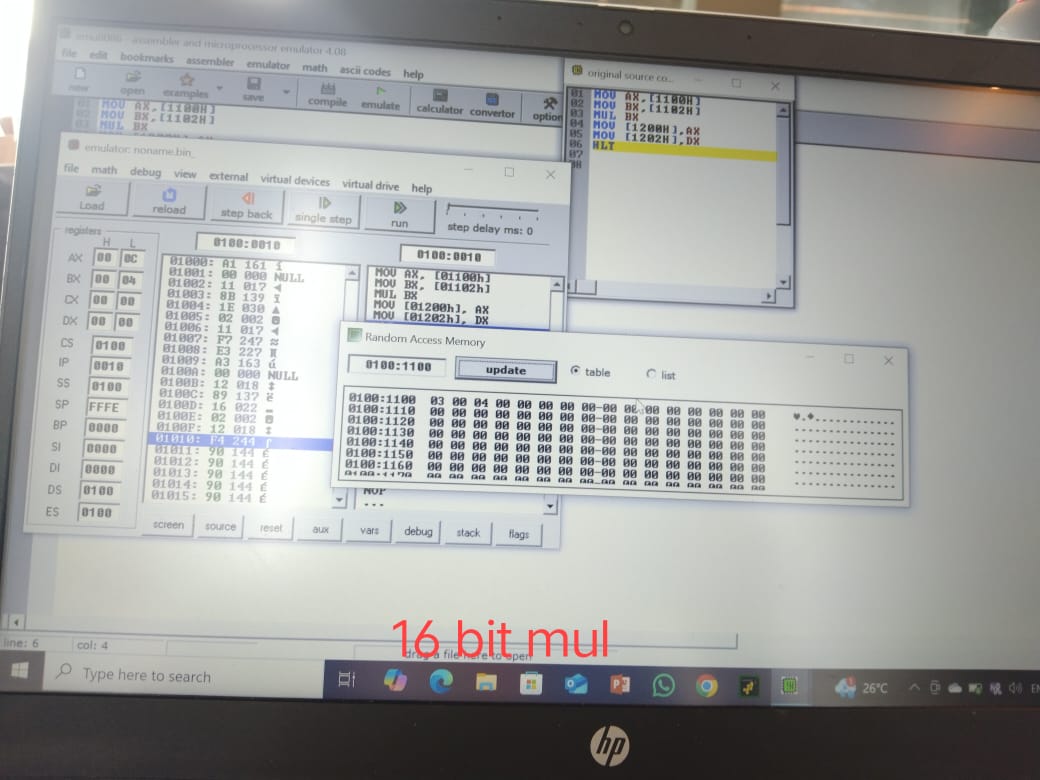 emu8086 - assembler and microprocessor emulator 4.08
file edit bookmarks assembler emulator math ascii codes help
new open examples save compile emulate calculator convertor option
01 MOV AX,[1100H]
02 MOV BX,[1102H]
03 MUL BX
original source co...
01 MOV AX,[1100H]
02 MOV BX,[1102H]
03 MUL BX
04 MOV [1200H],AX
05 MOV [1202H],DX
06 HLT
07
08
emulator: noname.bin_
file math debug view external virtual devices virtual drive help
Load reload step back single step run step delay ms: 0
registers
H L
AX 00 0C
BX 00 04
CX 00 00
DX 00 00
CS 0100
IP 0010
SS 0100
SP FFFE
BP 0000
SI 0000
DI 0000
DS 0100
ES 0100
0100:0010
01000: A1 161 í
01001: 00 000 NULL
01002: 11 017 ◄
01003: 8B 139 ï
01004: 1E 030 ▲
01005: 02 002
01006: 11 017 ◄
01007: F7 247 ≈
01008: E3 227 π
01009: A3 163 ú
0100A: 00 000 NULL
0100B: 12 018 ↕
0100C: 89 137 ë
0100D: 16 022 ▬
0100E: 02 002
0100F: 12 018 ↕
01010: F4 244 ⌠
01011: 90 144 É
01012: 90 144 É
01013: 90 144 É
01014: 90 144 É
01015: 90 144 É
0100:0010
MOV AX, [01100h]
MOV BX, [01102h]
MUL BX
MOV [01200h], AX
MOV [01202h], DX
NOP
...
screen source reset aux vars debug stack flags
Random Access Memory
0100:1100 update table list
0100:1100 03 00 04 00 00 00 00 00-00 00 00 00 00 00 00 00 ♥.♦.............
0100:1110 00 00 00 00 00 00 00 00-00 00 00 00 00 00 00 00 ................
0100:1120 00 00 00 00 00 00 00 00-00 00 00 00 00 00 00 00 ................
0100:1130 00 00 00 00 00 00 00 00-00 00 00 00 00 00 00 00 ................
0100:1140 00 00 00 00 00 00 00 00-00 00 00 00 00 00 00 00 ................
0100:1150 00 00 00 00 00 00 00 00-00 00 00 00 00 00 00 00 ................
0100:1160 00 00 00 00 00 00 00 00-00 00 00 00 00 00 00 00 ................
16 bit mul
line: 6 col: 4 drag a file here to open
Type here to search
26°C
EN
hp